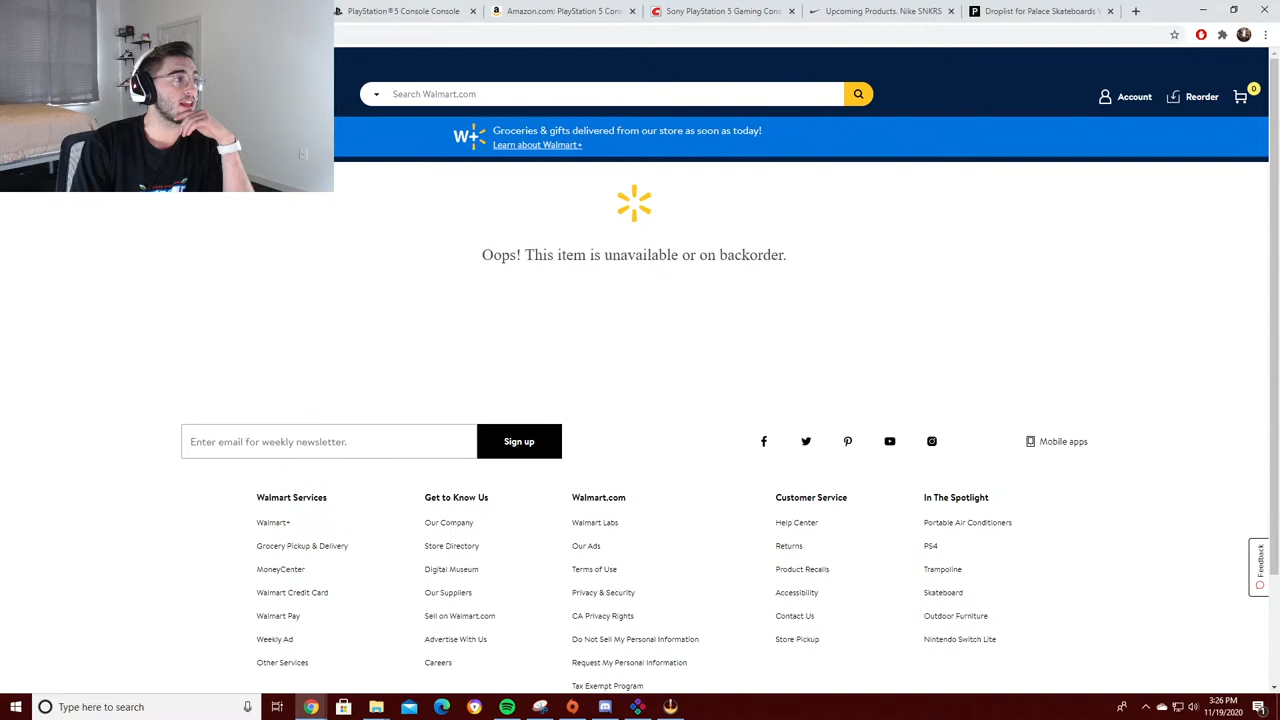 PlayStation®5 Console
Amazon.com: PlayStation 5 Conso
Sony PlayStation 5 Gaming Cons
Upcoming Products. Nike SNKRS
Droplist for Palace Skateboards
Search Walmart.com
Account
Reorder
0
W+
Groceries & gifts delivered from our store as soon as today!
Learn about Walmart+
Oops! This item is unavailable or on backorder.
Enter email for weekly newsletter.
Sign up
Mobile apps
Walmart Services
Walmart+
Grocery Pickup & Delivery
MoneyCenter
Walmart Credit Card
Walmart Pay
Weekly Ad
Other Services
Get to Know Us
Our Company
Store Directory
Digital Museum
Our Suppliers
Sell on Walmart.com
Advertise With Us
Careers
Walmart.com
Walmart Labs
Our Ads
Terms of Use
Privacy & Security
CA Privacy Rights
Do Not Sell My Personal Information
Request My Personal Information
Tax Exempt Program
Customer Service
Help Center
Returns
Product Recalls
Accessibility
Contact Us
Store Pickup
In The Spotlight
Portable Air Conditioners
PS4
Trampoline
Skateboard
Outdoor Furniture
Nintendo Switch Lite
Feedback
Type here to search
3:26 PM
11/19/2020